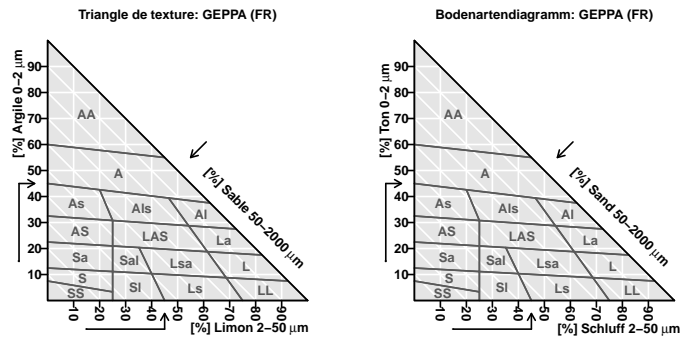 Triangle de texture: GEPPA (FR)
[%] Argile 0−2 µm
90
80
70
60
50
40
30
20
10
AA
A
As
Als
Al
AS
LAS
La
Sa
Sal
Lsa
L
S
SS
Sl
Ls
LL
[%] Sable 50−2000 µm
10
20
30
40
50
60
70
80
90
[%] Limon 2−50 µm
Bodenartendiagramm: GEPPA (FR)
[%] Ton 0−2 µm
90
80
70
60
50
40
30
20
10
AA
A
As
Als
Al
AS
LAS
La
Sa
Sal
Lsa
L
S
SS
Sl
Ls
LL
[%] Sand 50−2000 µm
10
20
30
40
50
60
70
80
90
[%] Schluff 2−50 µm